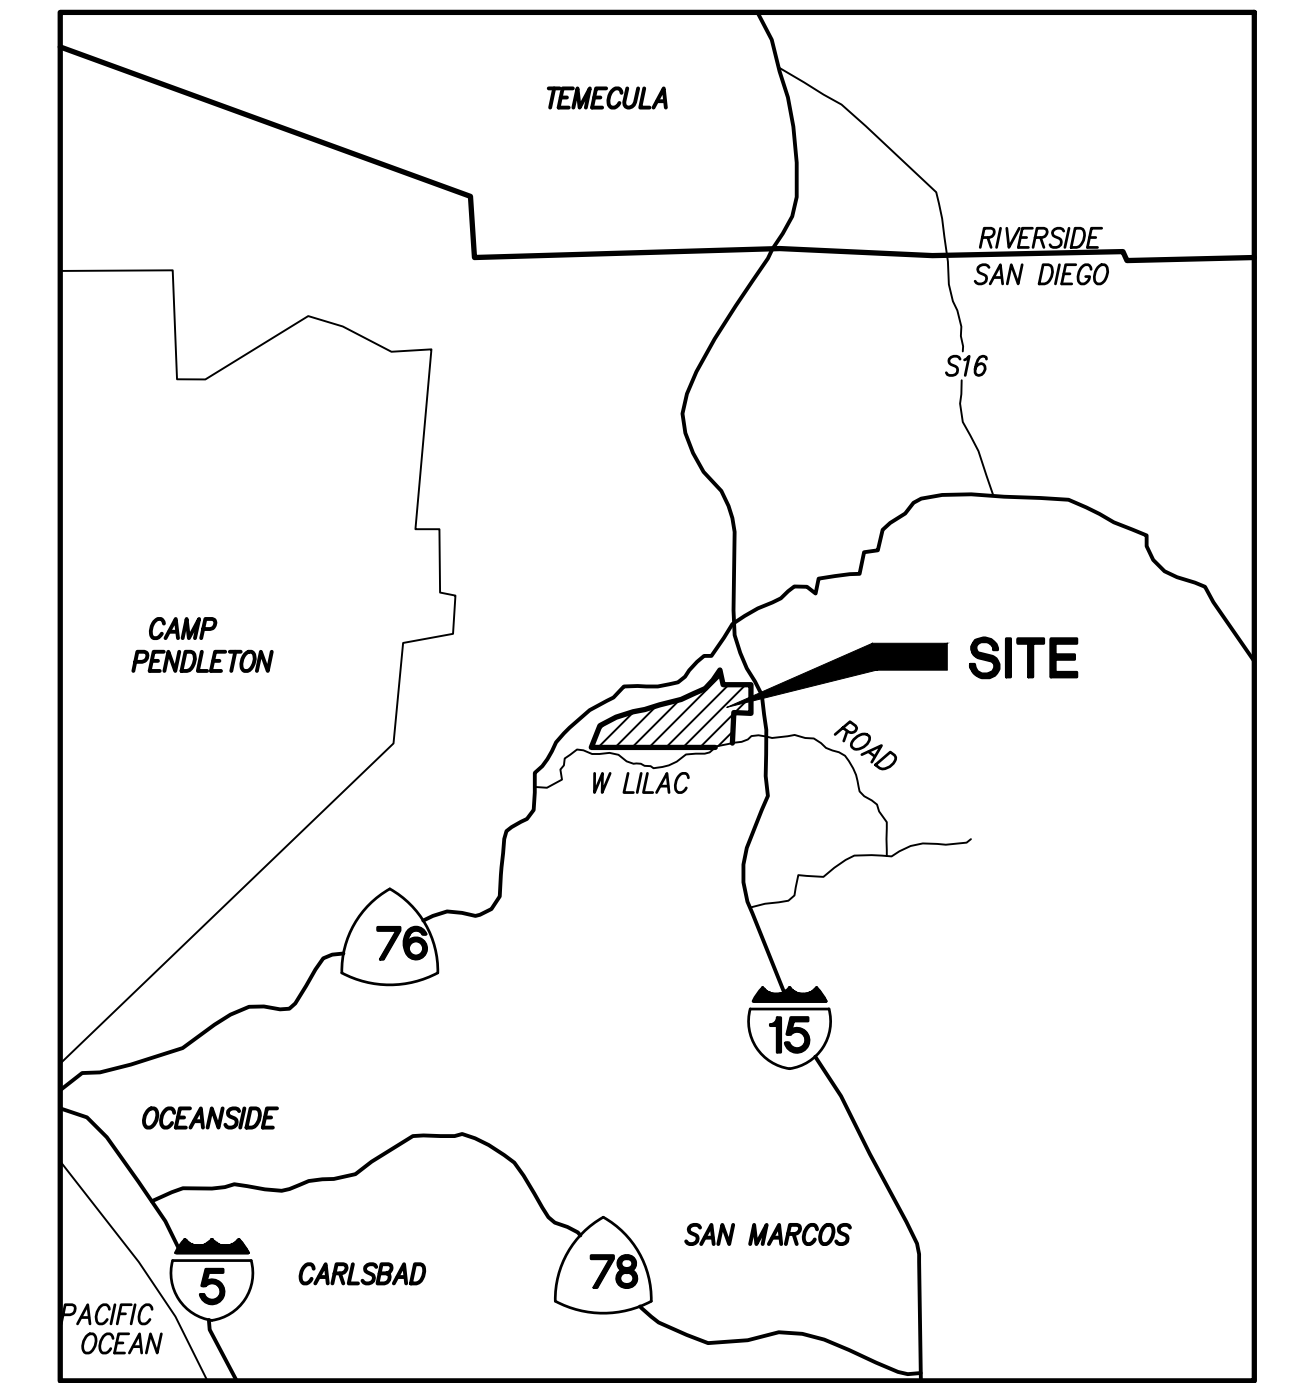 TEMECULA
RIVERSIDE
SAN DIEGO
S16
CAMP
PENDLETON
SITE
ROAD
W LILAC
76
15
OCEANSIDE
SAN MARCOS
5
CARLSBAD
78
PACIFIC
OCEAN